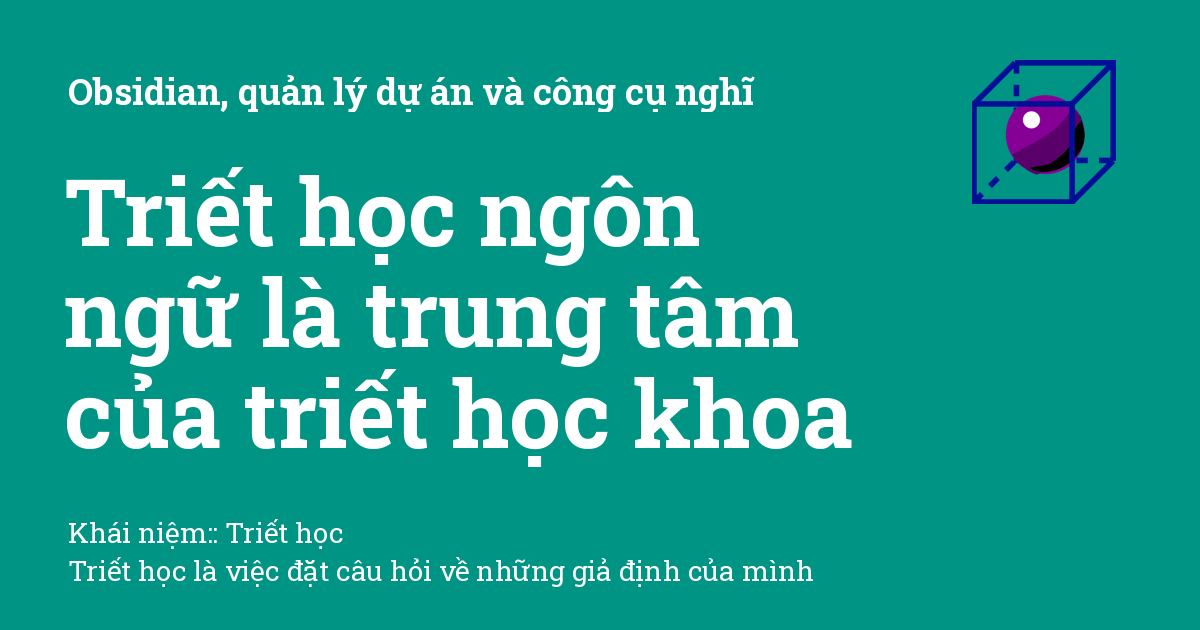 Obsidian, quản lý dự án và công cụ nghĩ
Triết học ngôn
ngữ là trung tâm
của triết học khoa
Khái niệm:: Triết học
Triết học là việc đặt câu hỏi về những giả định của mình